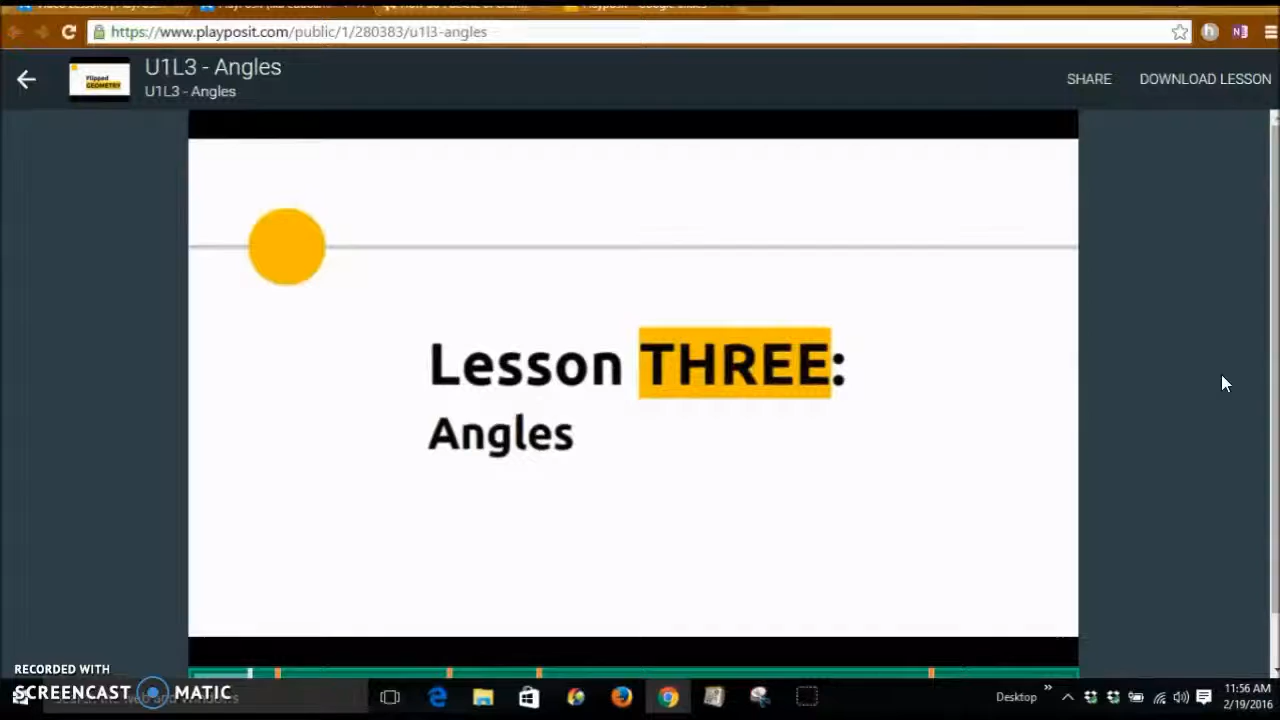 https://www.playposit.com/public/1/280383/u1l3-angles
Flipped
GEOMETRY
U1L3 - Angles
U1L3 - Angles
SHARE
DOWNLOAD LESSON
Lesson THREE:
Angles
RECORDED WITH
SCREENCAST MATIC
Desktop
11:56 AM
2/19/2016